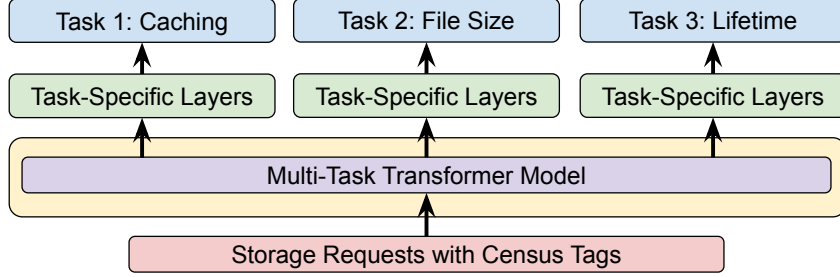 Task 1: Caching
Task 2: File Size
Task 3: Lifetime
Task-Specific Layers
Task-Specific Layers
Task-Specific Layers
Multi-Task Transformer Model
Storage Requests with Census Tags